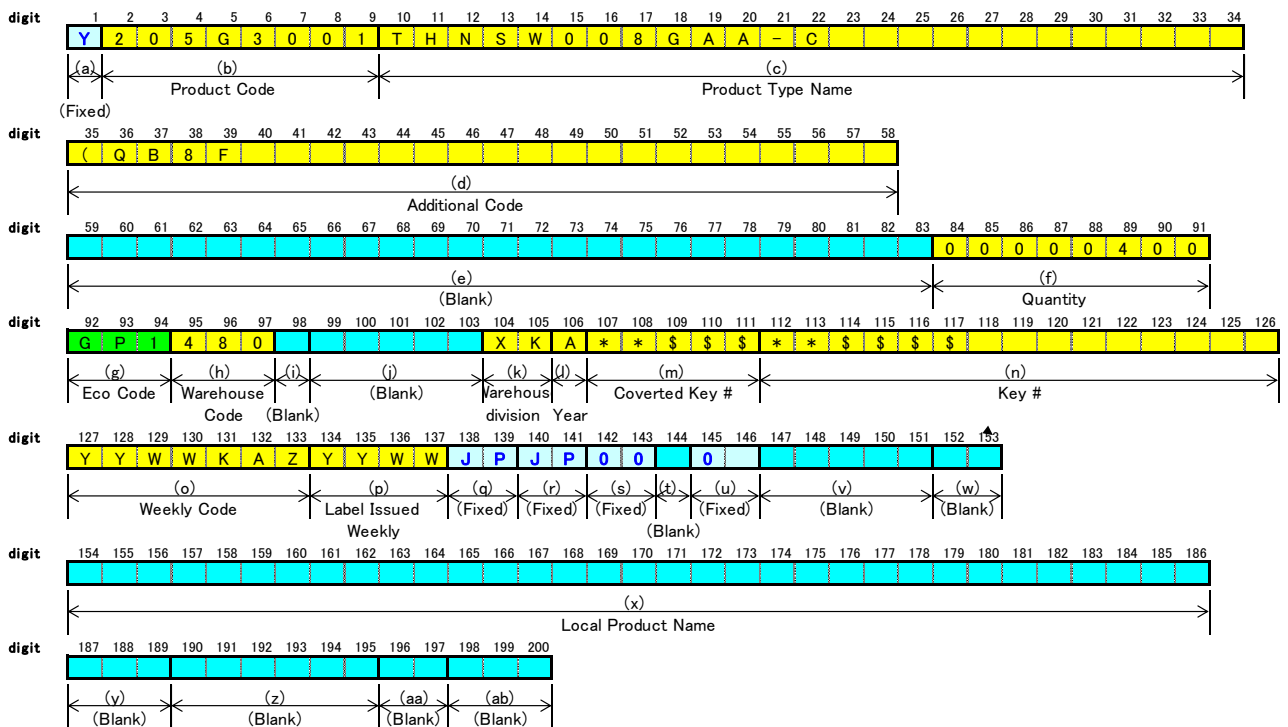 digit 1 2 3 4 5 6 7 8 9 10 11 12 13 14 15 16 17 18 19 20 21 22 23 24 25 26 27 28 29 30 31 32 33 34
Y 2 0 5 G 3 0 0 1 T H N S W 0 0 8 G A A - C
(a) (b) (c)
Product Code Product Type Name
(Fixed)
digit 35 36 37 38 39 40 41 42 43 44 45 46 47 48 49 50 51 52 53 54 55 56 57 58
( Q B 8 F
(d)
Additional Code
digit 59 60 61 62 64 65 66 67 68 69 70 71 72 73 74 75 76 77 78 79 80 81 82 83 84 85 86 87 88 89 90 91
0 0 0 0 0 4 0 0
(e) (f)
(Blank) Quantity
digit 92 93 94 95 96 97 98 99 100 101 102 103 104 105 106 107 108 109 110 111 112 113 114 115 116 117 118 119 120 121 122 123 124 125 126
G P 1 4 8 0 X K A * * $ $ $ * * $ $ $ $
(g) (h) (i) (j) (k) (l) (m) (n)
Eco Code Warehouse (Blank) Warehous Coverted Key # Key #
Code (Blank) division Year
digit 127 128 129 130 131 132 133 134 135 136 137 138 139 140 141 142 143 144 145 146 147 148 149 150 151 152 153
Y Y W W K A Z Y Y W W J P J P 0 0 0
(o) (p) (q) (r) (s) (t) (u) (v) (w)
Weekly Code Label Issued (Fixed) (Fixed) (Fixed) (Fixed) (Blank) (Blank)
Weekly (Blank)
digit 154 155 156 157 158 159 160 161 162 163 164 165 166 167 168 169 170 171 172 173 174 175 176 177 178 179 180 181 182 183 184 185 186
(x)
Local Product Name
digit 187 188 189 190 191 192 193 194 195 196 197 198 199 200
(y) (z) (aa) (ab)
(Blank) (Blank) (Blank) (Blank)